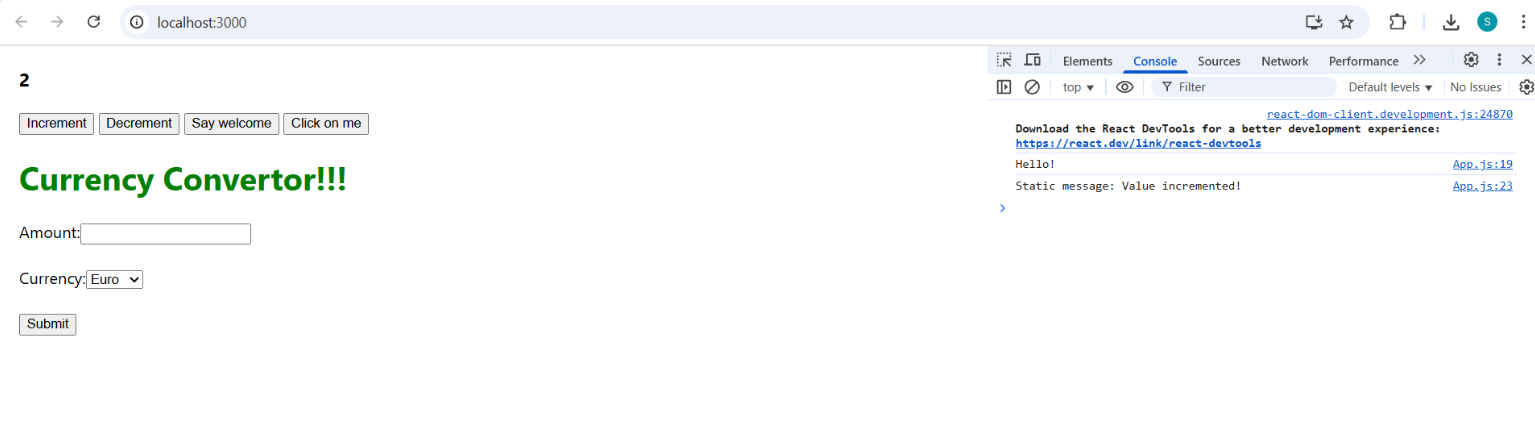 localhost:3000
S
Elements Console Sources Network Performance
top Filter Default levels No Issues
2
Increment Decrement Say welcome Click on me
Currency Convertor!!!
Amount:
Currency: Euro
Submit
react-dom-client.development.js:24870
Download the React DevTools for a better development experience:
https://react.dev/link/react-devtools
Hello! App.js:19
Static message: Value incremented! App.js:23